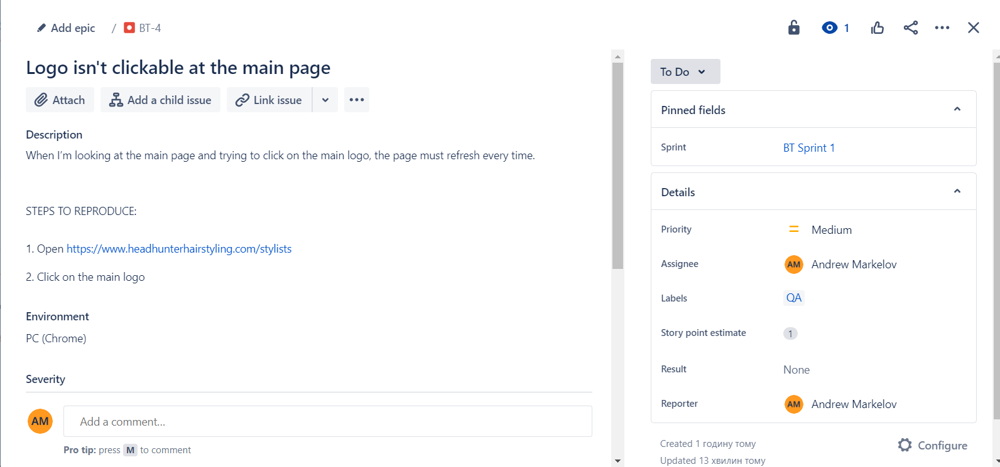 Add epic / BT-4
1
Logo isn't clickable at the main page
Attach
Add a child issue
Link issue
Description
When I'm looking at the main page and trying to click on the main logo, the page must refresh every time.
STEPS TO REPRODUCE:
1. Open https://www.headhunterhairstyling.com/stylists
2. Click on the main logo
Environment
PC (Chrome)
Severity
AM
Add a comment...
Pro tip: press M to comment
To Do
Pinned fields
Sprint BT Sprint 1
Details
Priority Medium
Assignee AM Andrew Markelov
Labels QA
Story point estimate 1
Result None
Reporter AM Andrew Markelov
Created 1 годину тому
Updated 13 хвилин тому
Configure